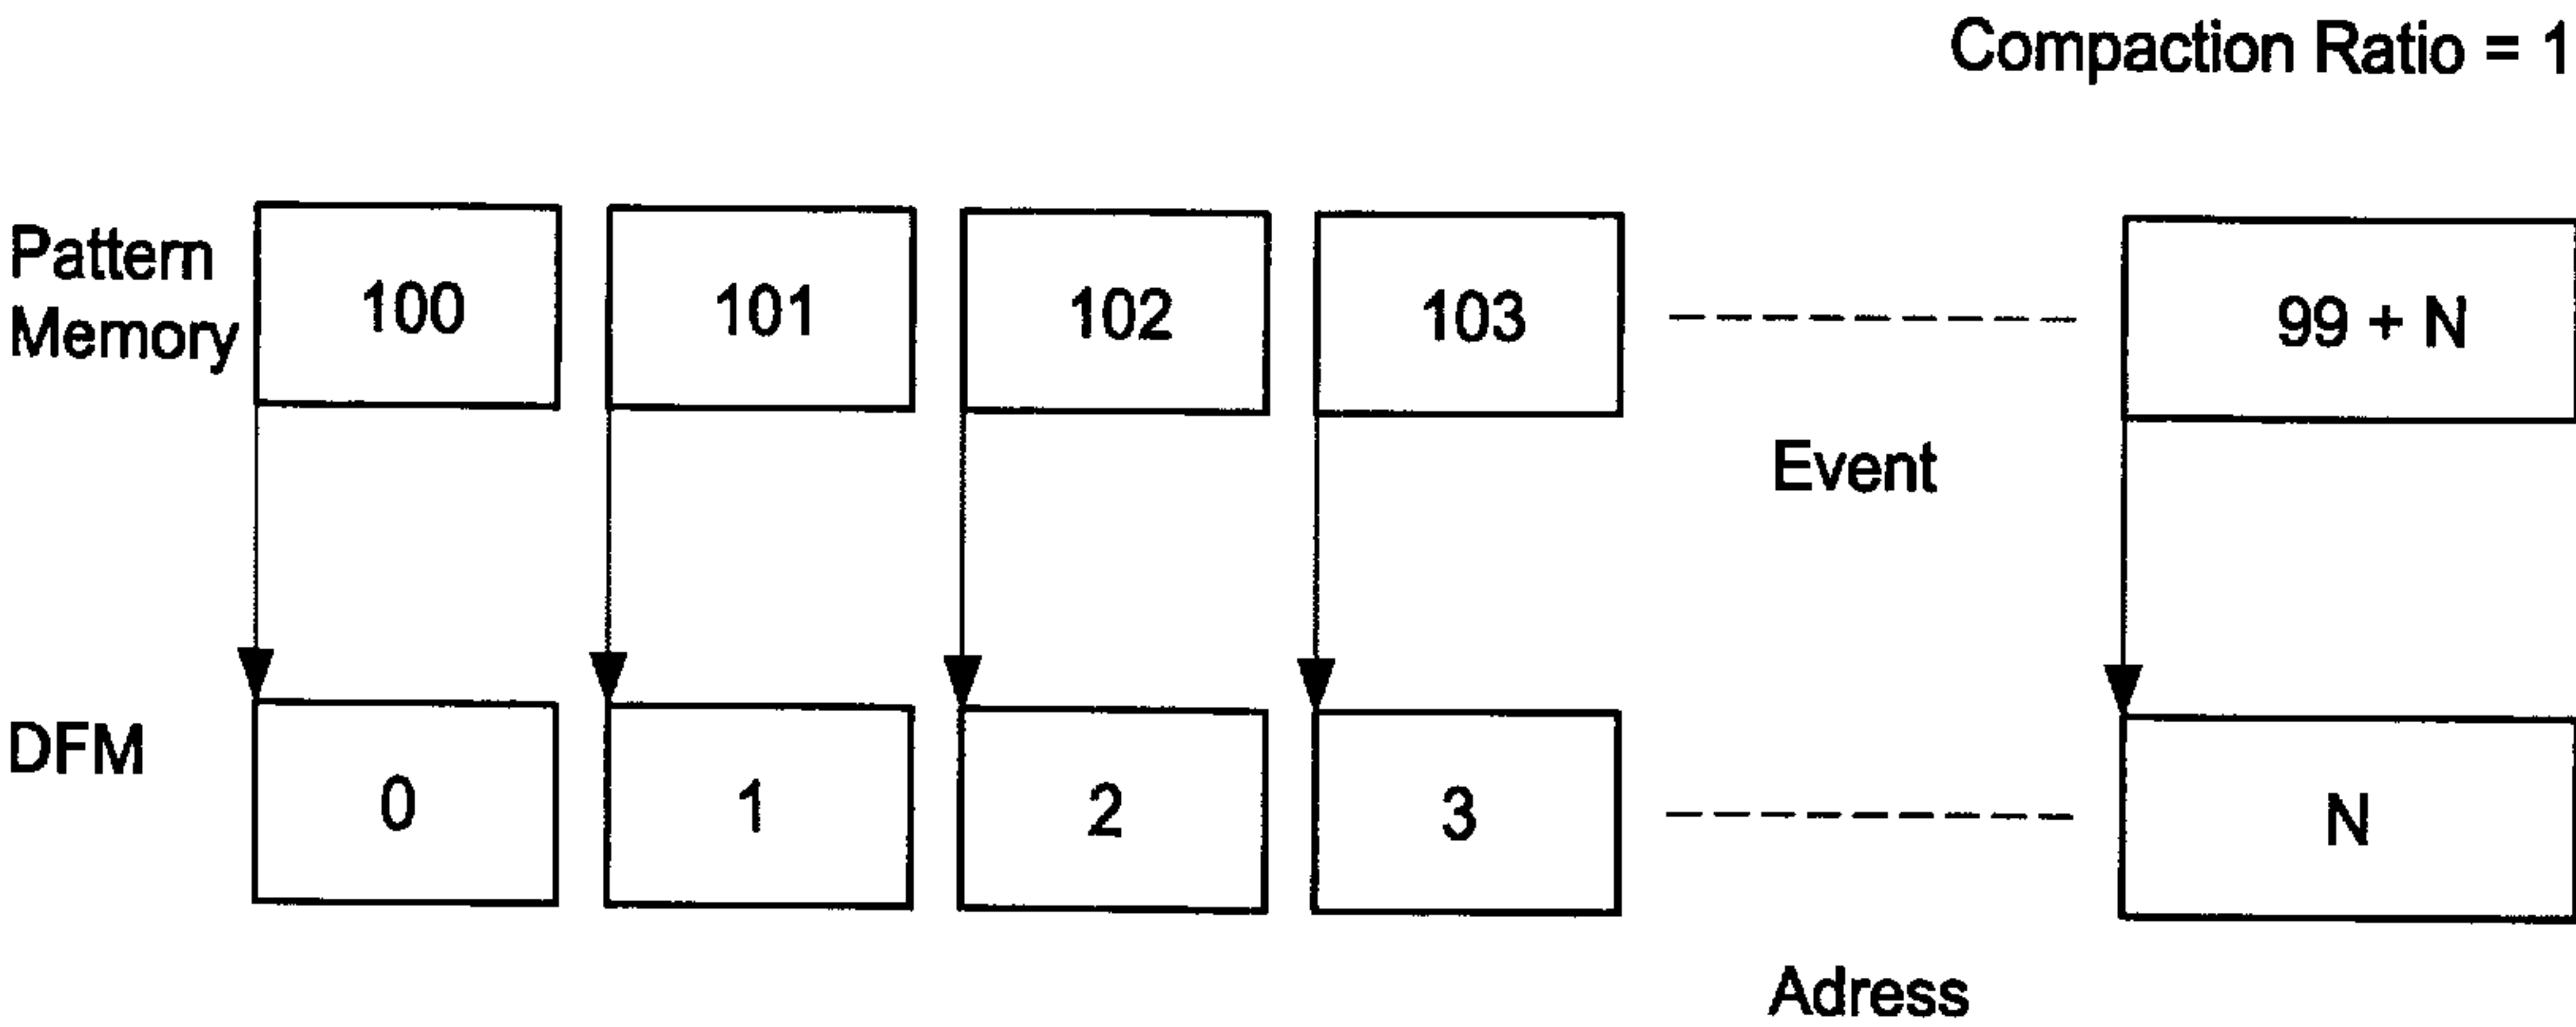 Compaction Ratio = 1
Pattern
Memory
100
101
102
103
99 + N
Event
DFM
0
1
2
3
N
Adress